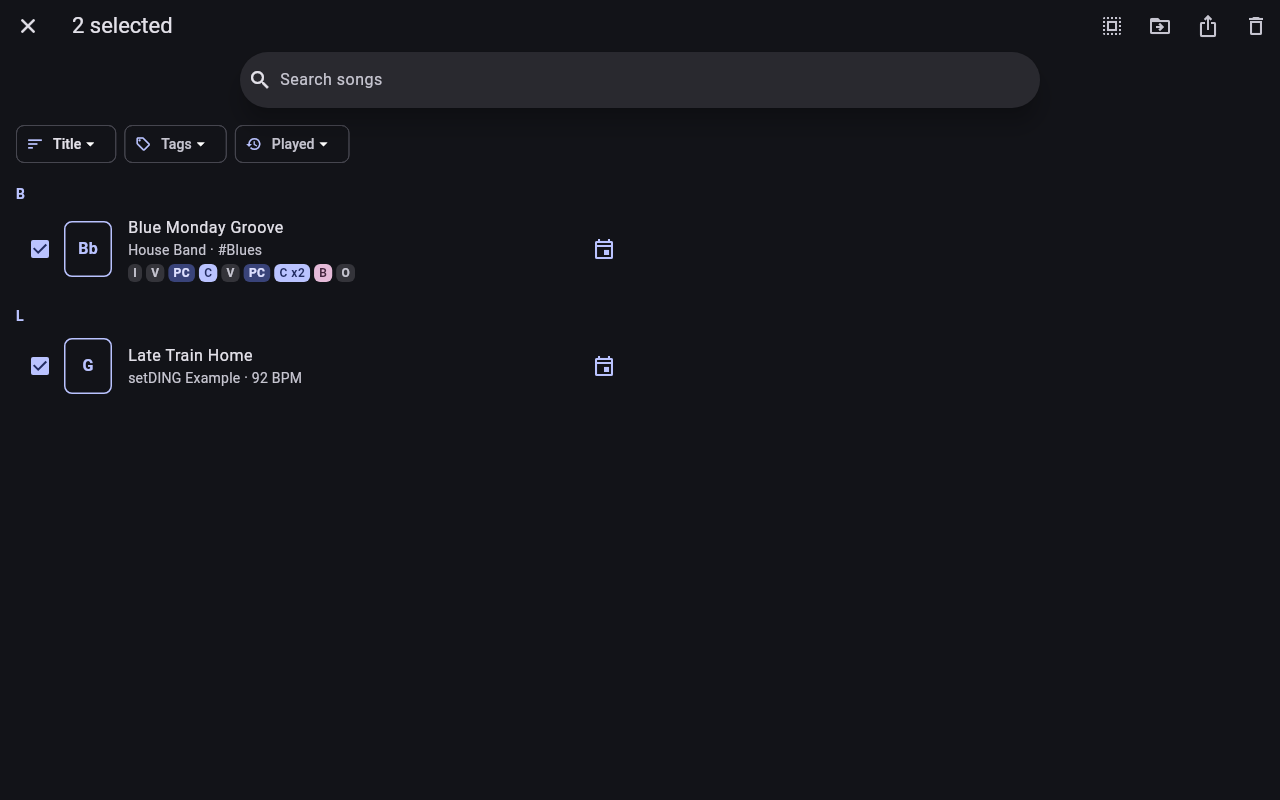 2 selected
Search songs
Title Tags Played
B
Bb
Blue Monday Groove
House Band · #Blues
I V PC C V PC C x2 B O
L
G
Late Train Home
setDING Example · 92 BPM